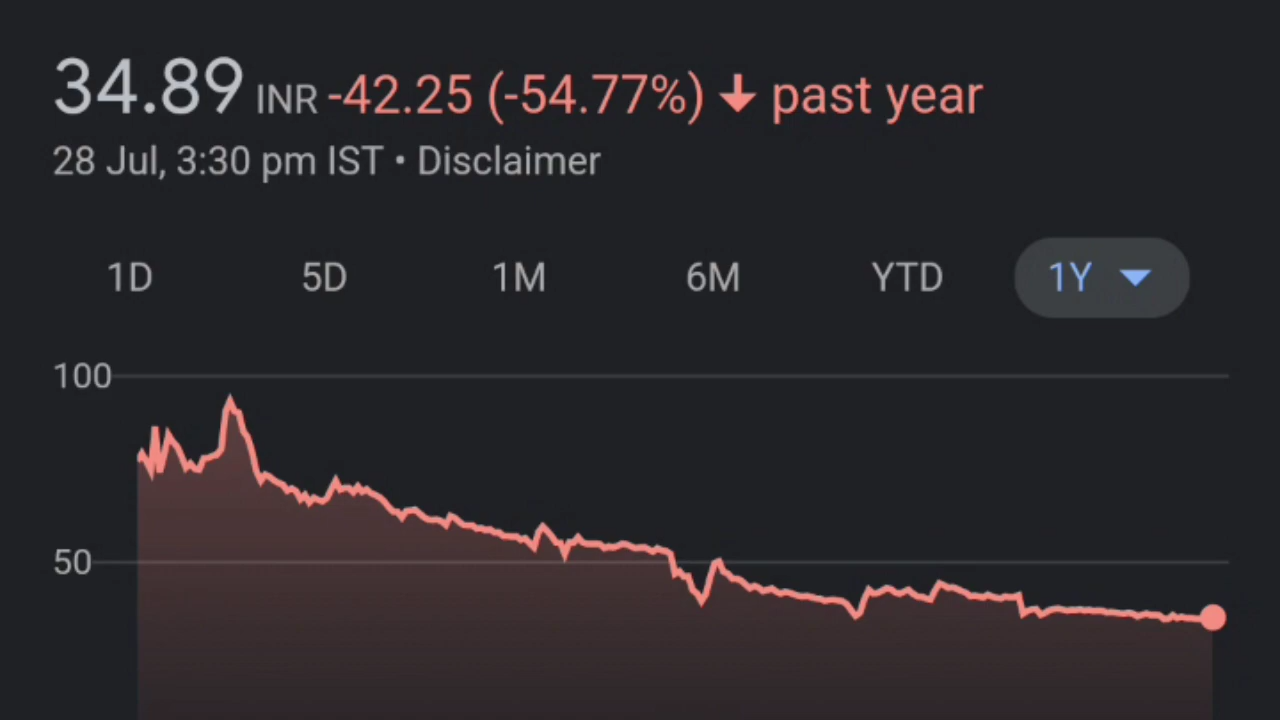 34.89 INR -42.25 (-54.77%) ↓ past year
28 Jul, 3:30 pm IST • Disclaimer
1D 5D 1M 6M YTD 1Y
100
50